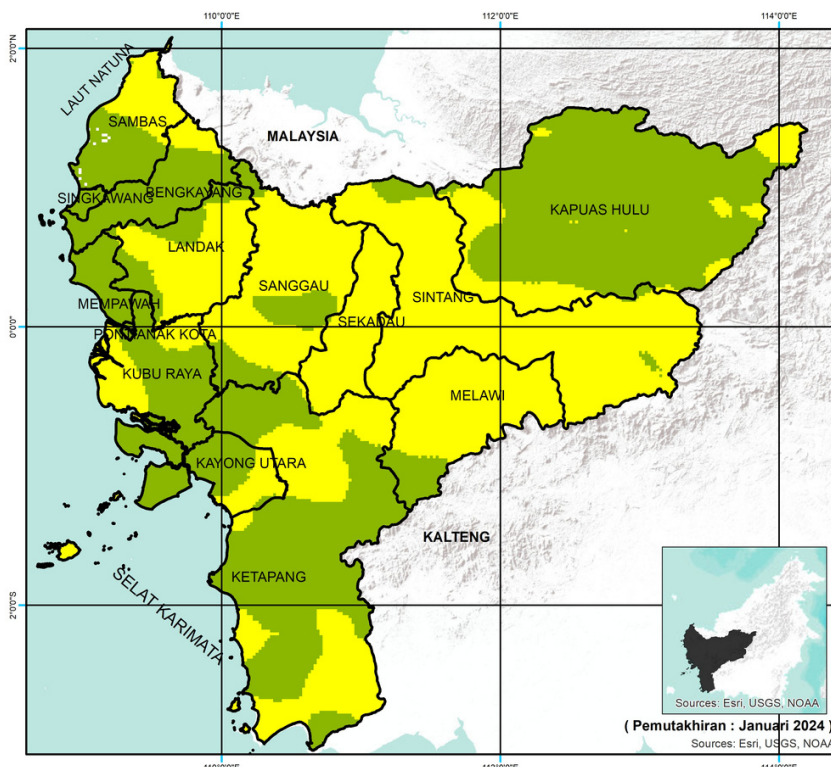 110°0'0"E
112°0'0"E
114°0'0"E
2°0'0"N
LAUT NATUNA
SAMBAS
MALAYSIA
SINGKAWANG
BENGKAYANG
KAPUAS HULU
LANDAK
SANGGAU
SINTANG
MEMPAWAH
SEKADAU
0°0'0"
PONTIANAK KOTA
KUBU RAYA
MELAWI
KAYONG UTARA
KALTENG
SELAT KARIMATA
KETAPANG
2°0'0"S
Sources: Esri, USGS, NOAA
( Pemutakhiran : Januari 2024 )
Sources: Esri, USGS, NOAA